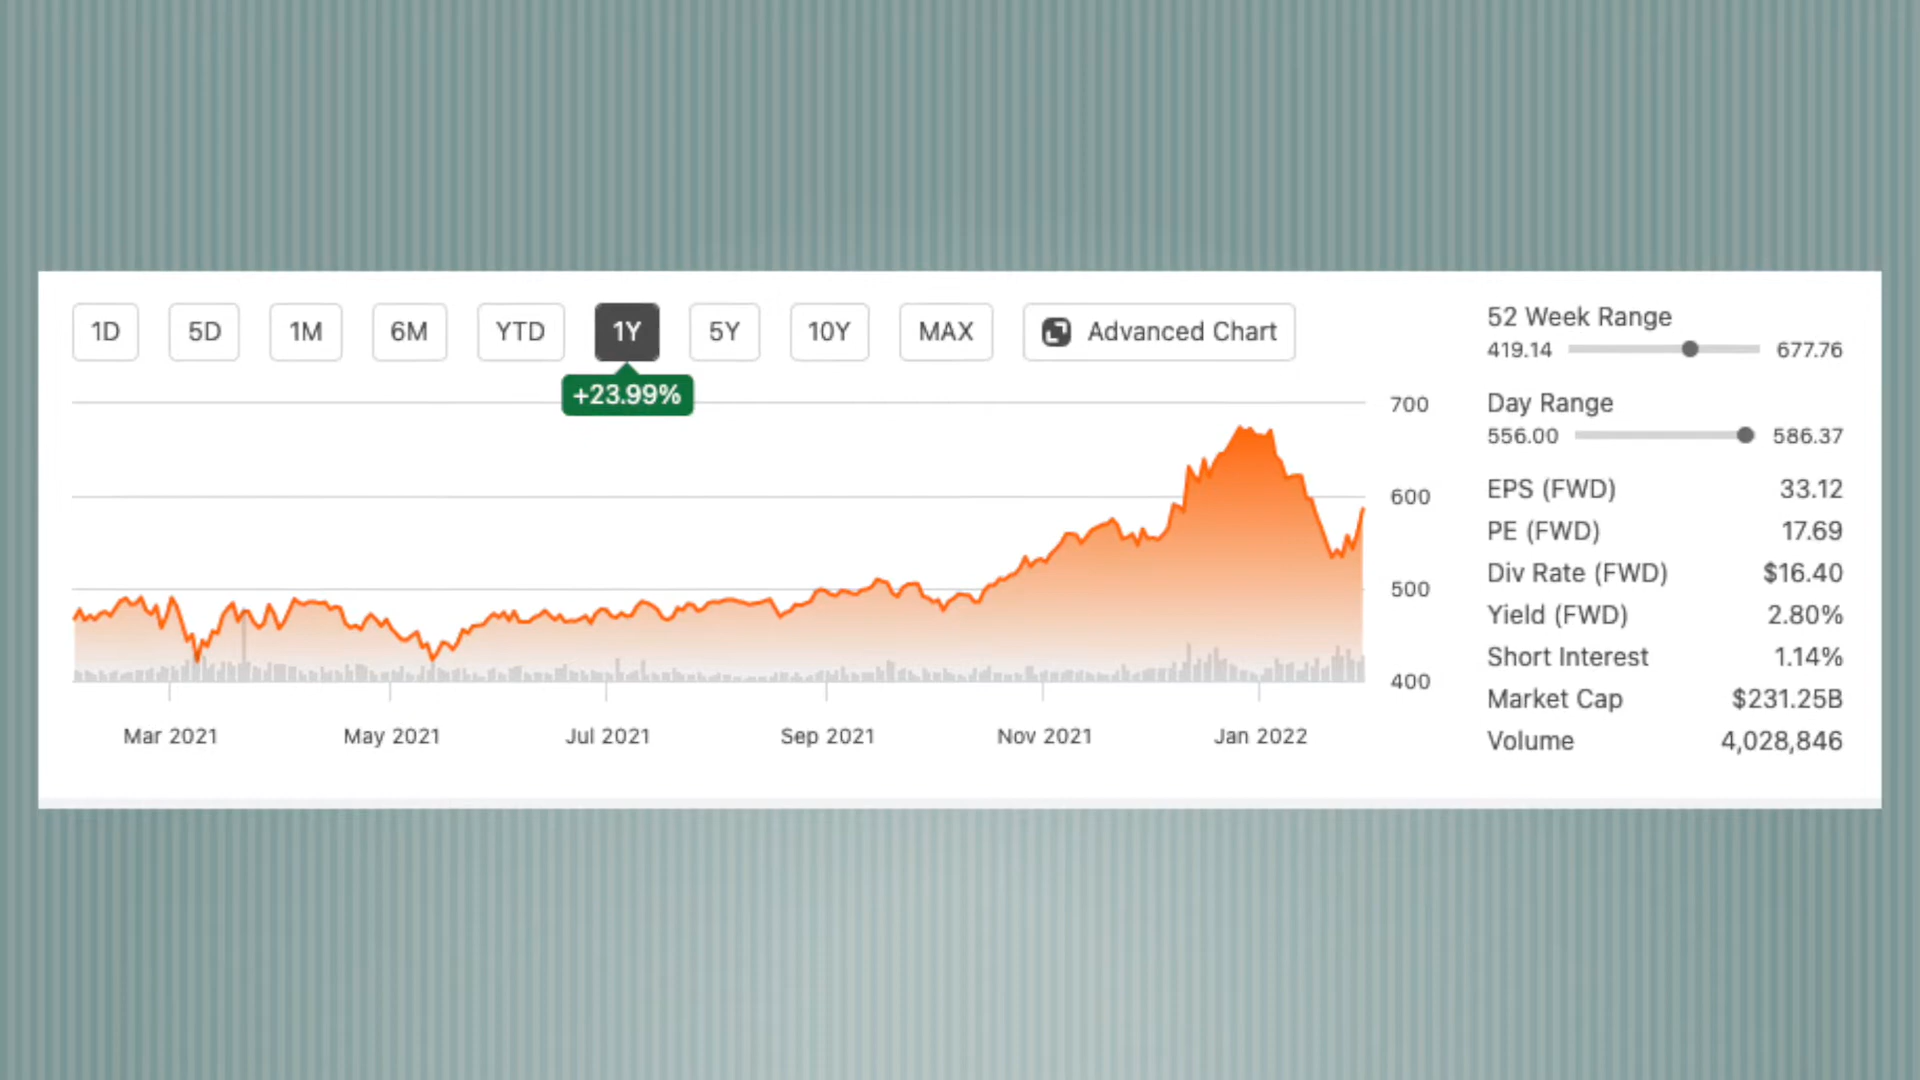 1D 5D 1M 6M YTD 1Y 5Y 10Y MAX Advanced Chart
+23.99%
700
600
500
400
Mar 2021 May 2021 Jul 2021 Sep 2021 Nov 2021 Jan 2022
52 Week Range
419.14 677.76
Day Range
556.00 586.37
EPS (FWD) 33.12
PE (FWD) 17.69
Div Rate (FWD) $16.40
Yield (FWD) 2.80%
Short Interest 1.14%
Market Cap $231.25B
Volume 4,028,846